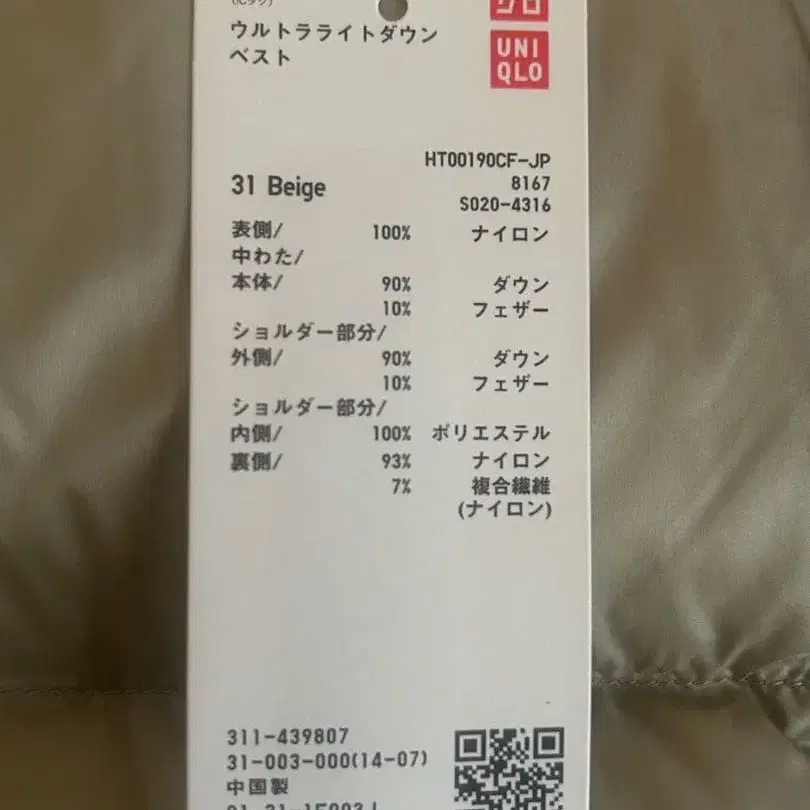 ウルトラライトダウン
ベスト
UNI
QLO
HT00190CF-JP
31 Beige
8167
S020-4316
表側/ 100% ナイロン
中わた/
本体/ 90% ダウン
10% フェザー
ショルダー部分/
外側/ 90% ダウン
10% フェザー
ショルダー部分/
内側/ 100% ポリエステル
裏側/ 93% ナイロン
7% 複合繊維
(ナイロン)
311-439807
31-003-000(14-07)
中国製